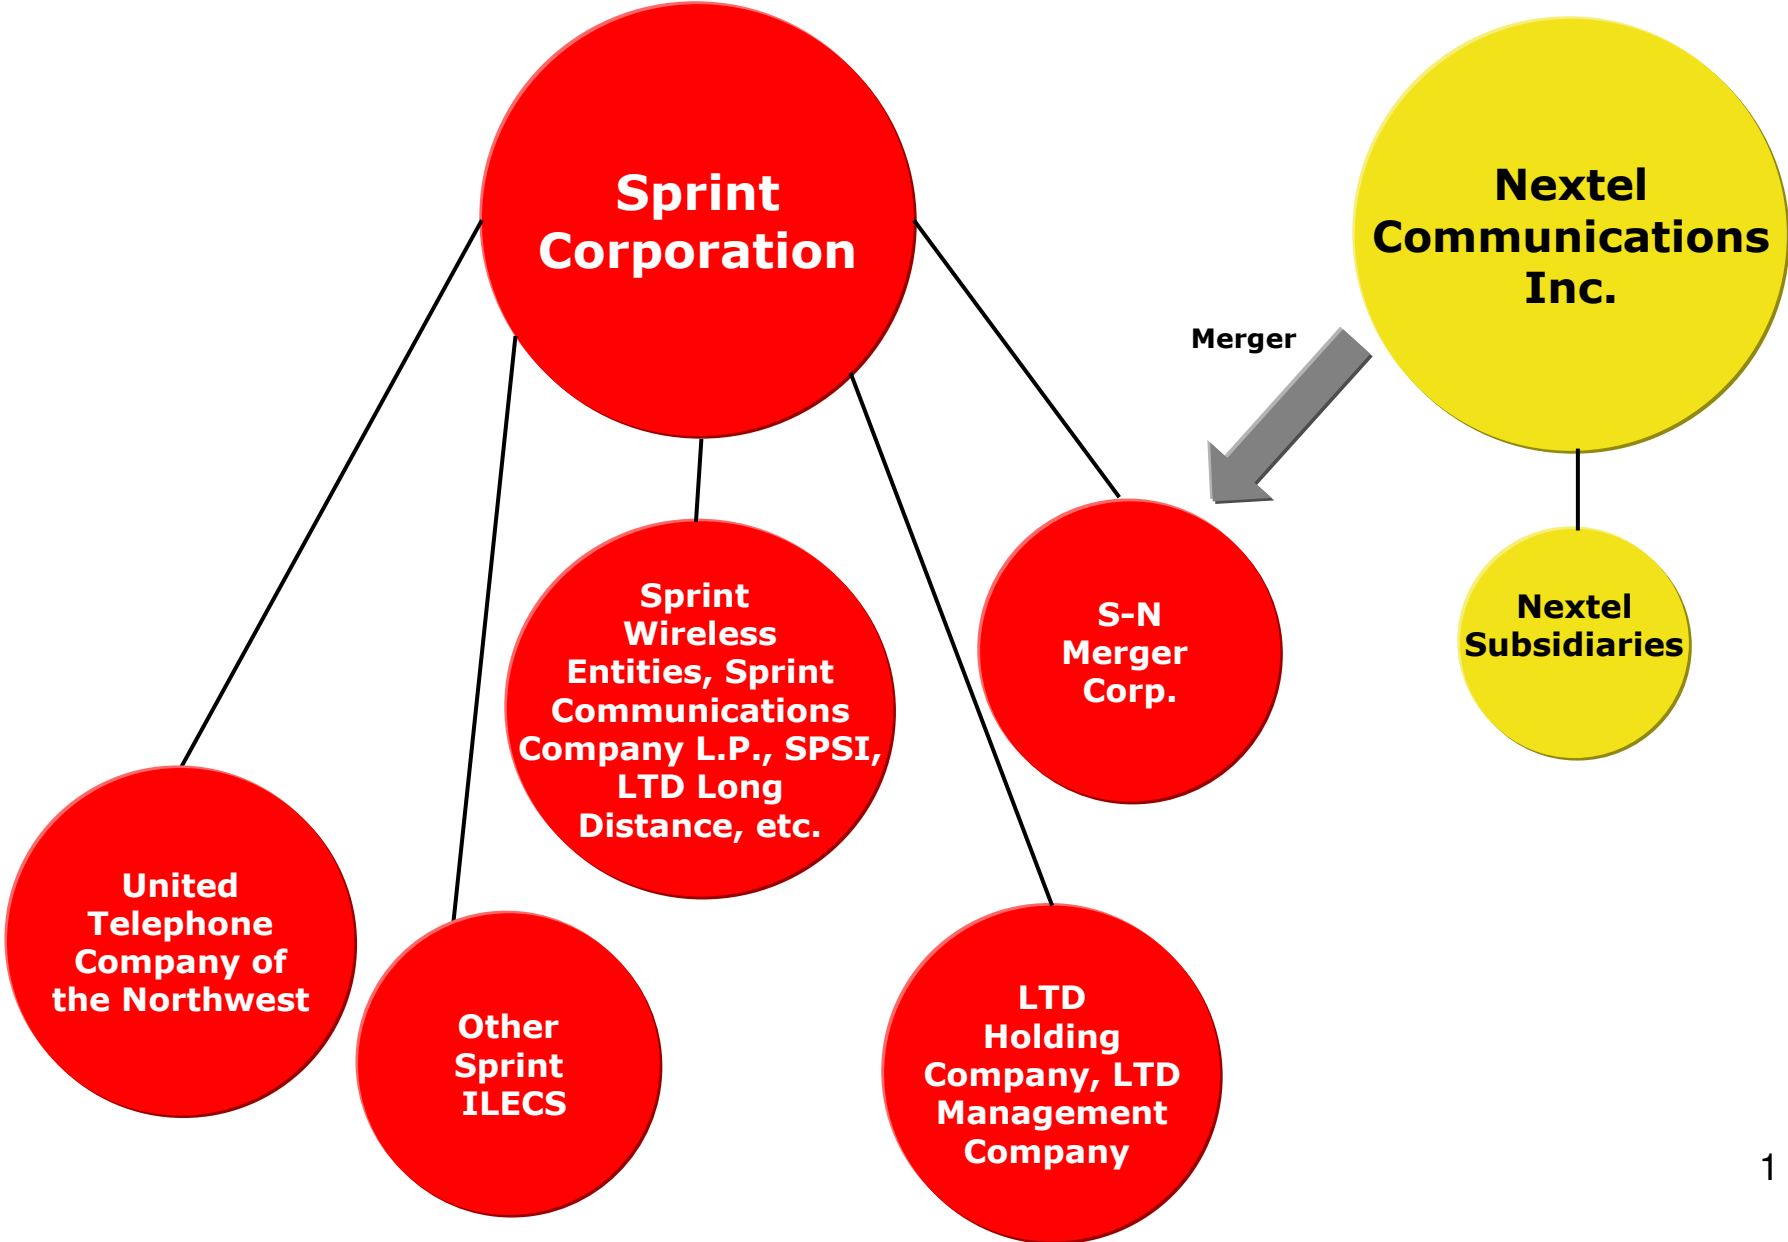 Sprint
Corporation
Nextel
Communications
Inc.
Merger
Sprint
Wireless
Entities, Sprint
Communications
Company L.P., SPSI,
LTD Long
Distance, etc.
S-N
Merger
Corp.
Nextel
Subsidiaries
United
Telephone
Company of
the Northwest
Other
Sprint
ILECS
LTD
Holding
Company, LTD
Management
Company
1